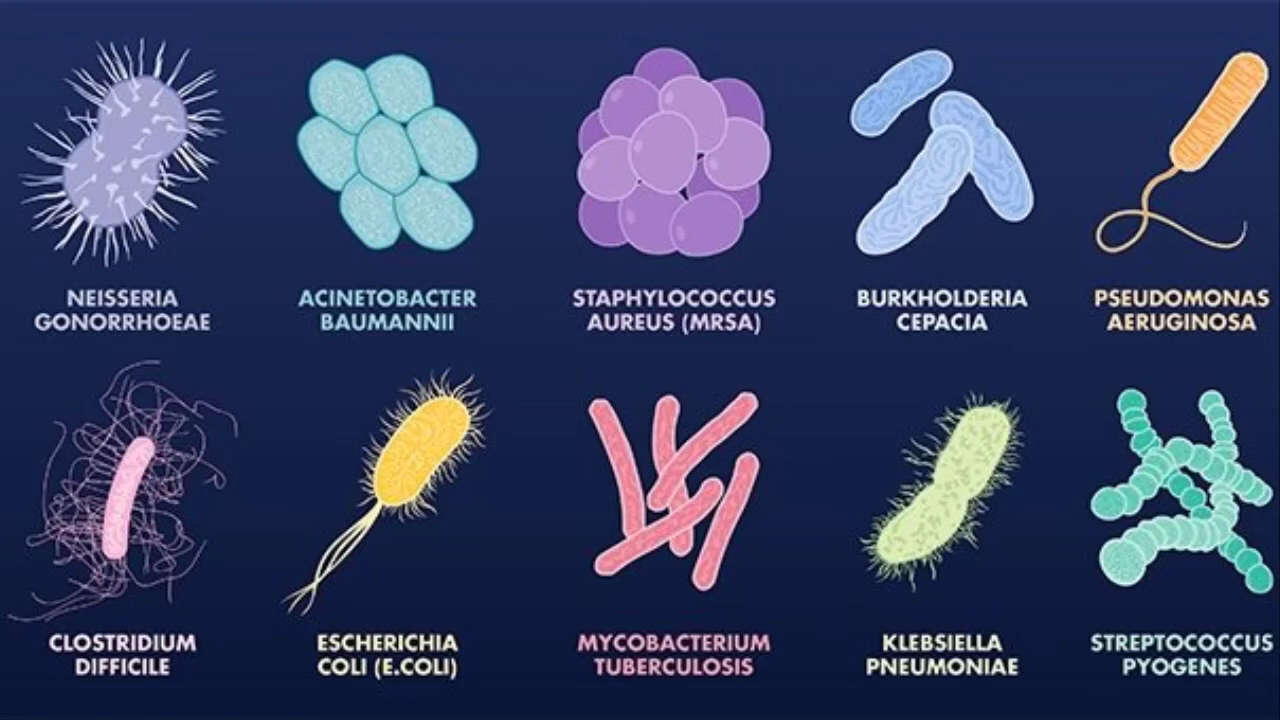 NEISSERIA
GONORRHOEAE
ACINETOBACTER
BAUMANNII
STAPHYLOCOCCUS
AUREUS (MRSA)
BURKHOLDERIA
CEPACIA
PSEUDOMONAS
AERUGINOSA
CLOSTRIDIUM
DIFFICILE
ESCHERICHIA
COLI (E.COLI)
MYCOBACTERIUM
TUBERCULOSIS
KLEBSIELLA
PNEUMONIAE
STREPTOCOCCUS
PYOGENES